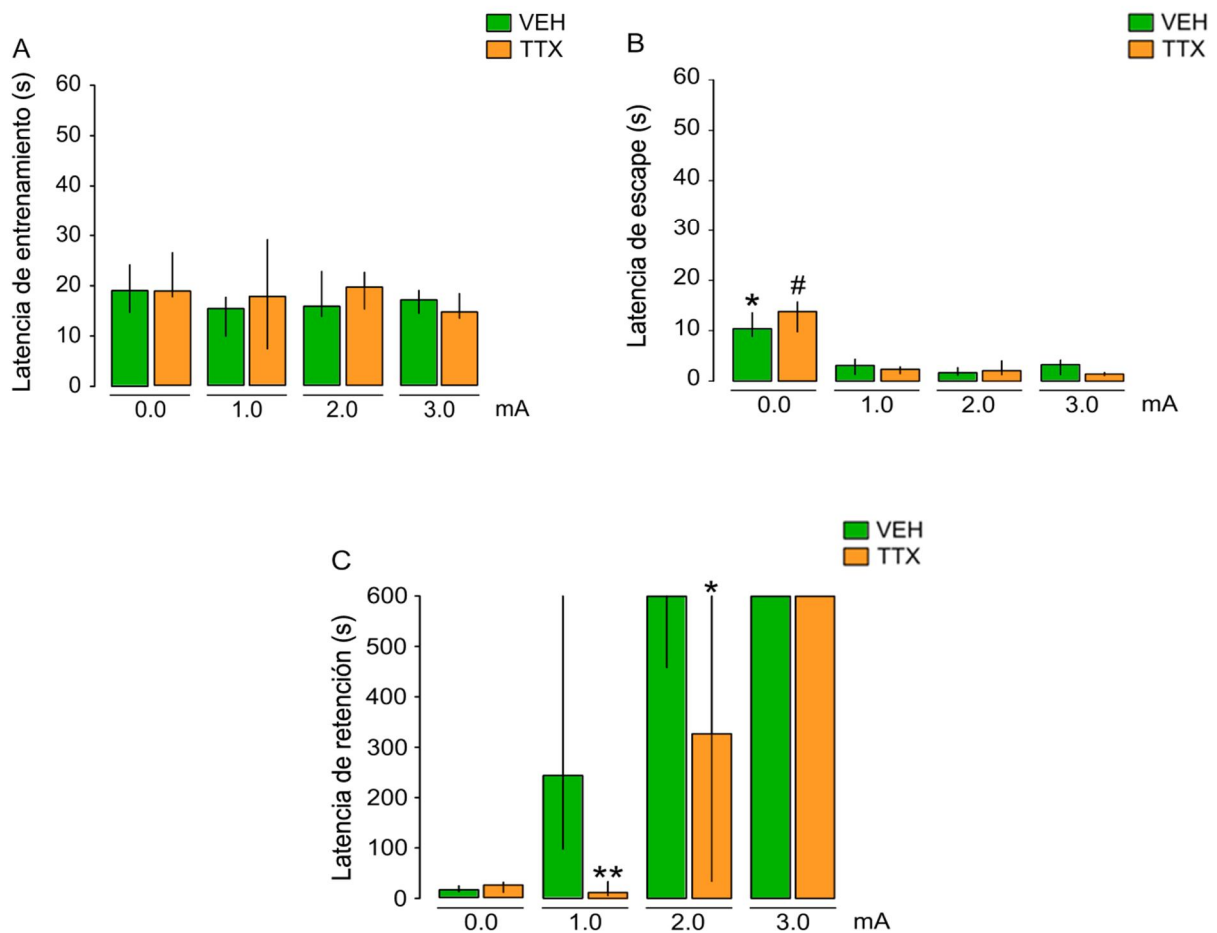 A
VEH
TTX
Latencia de entrenamiento (s)
60
50
40
30
20
10
0
0.0 1.0 2.0 3.0 mA
B
VEH
TTX
Latencia de escape (s)
60
50
40
30
20
10
0
* #
0.0 1.0 2.0 3.0 mA
C
VEH
TTX
Latencia de retención (s)
600
500
400
300
200
100
0
*
**
0.0 1.0 2.0 3.0 mA